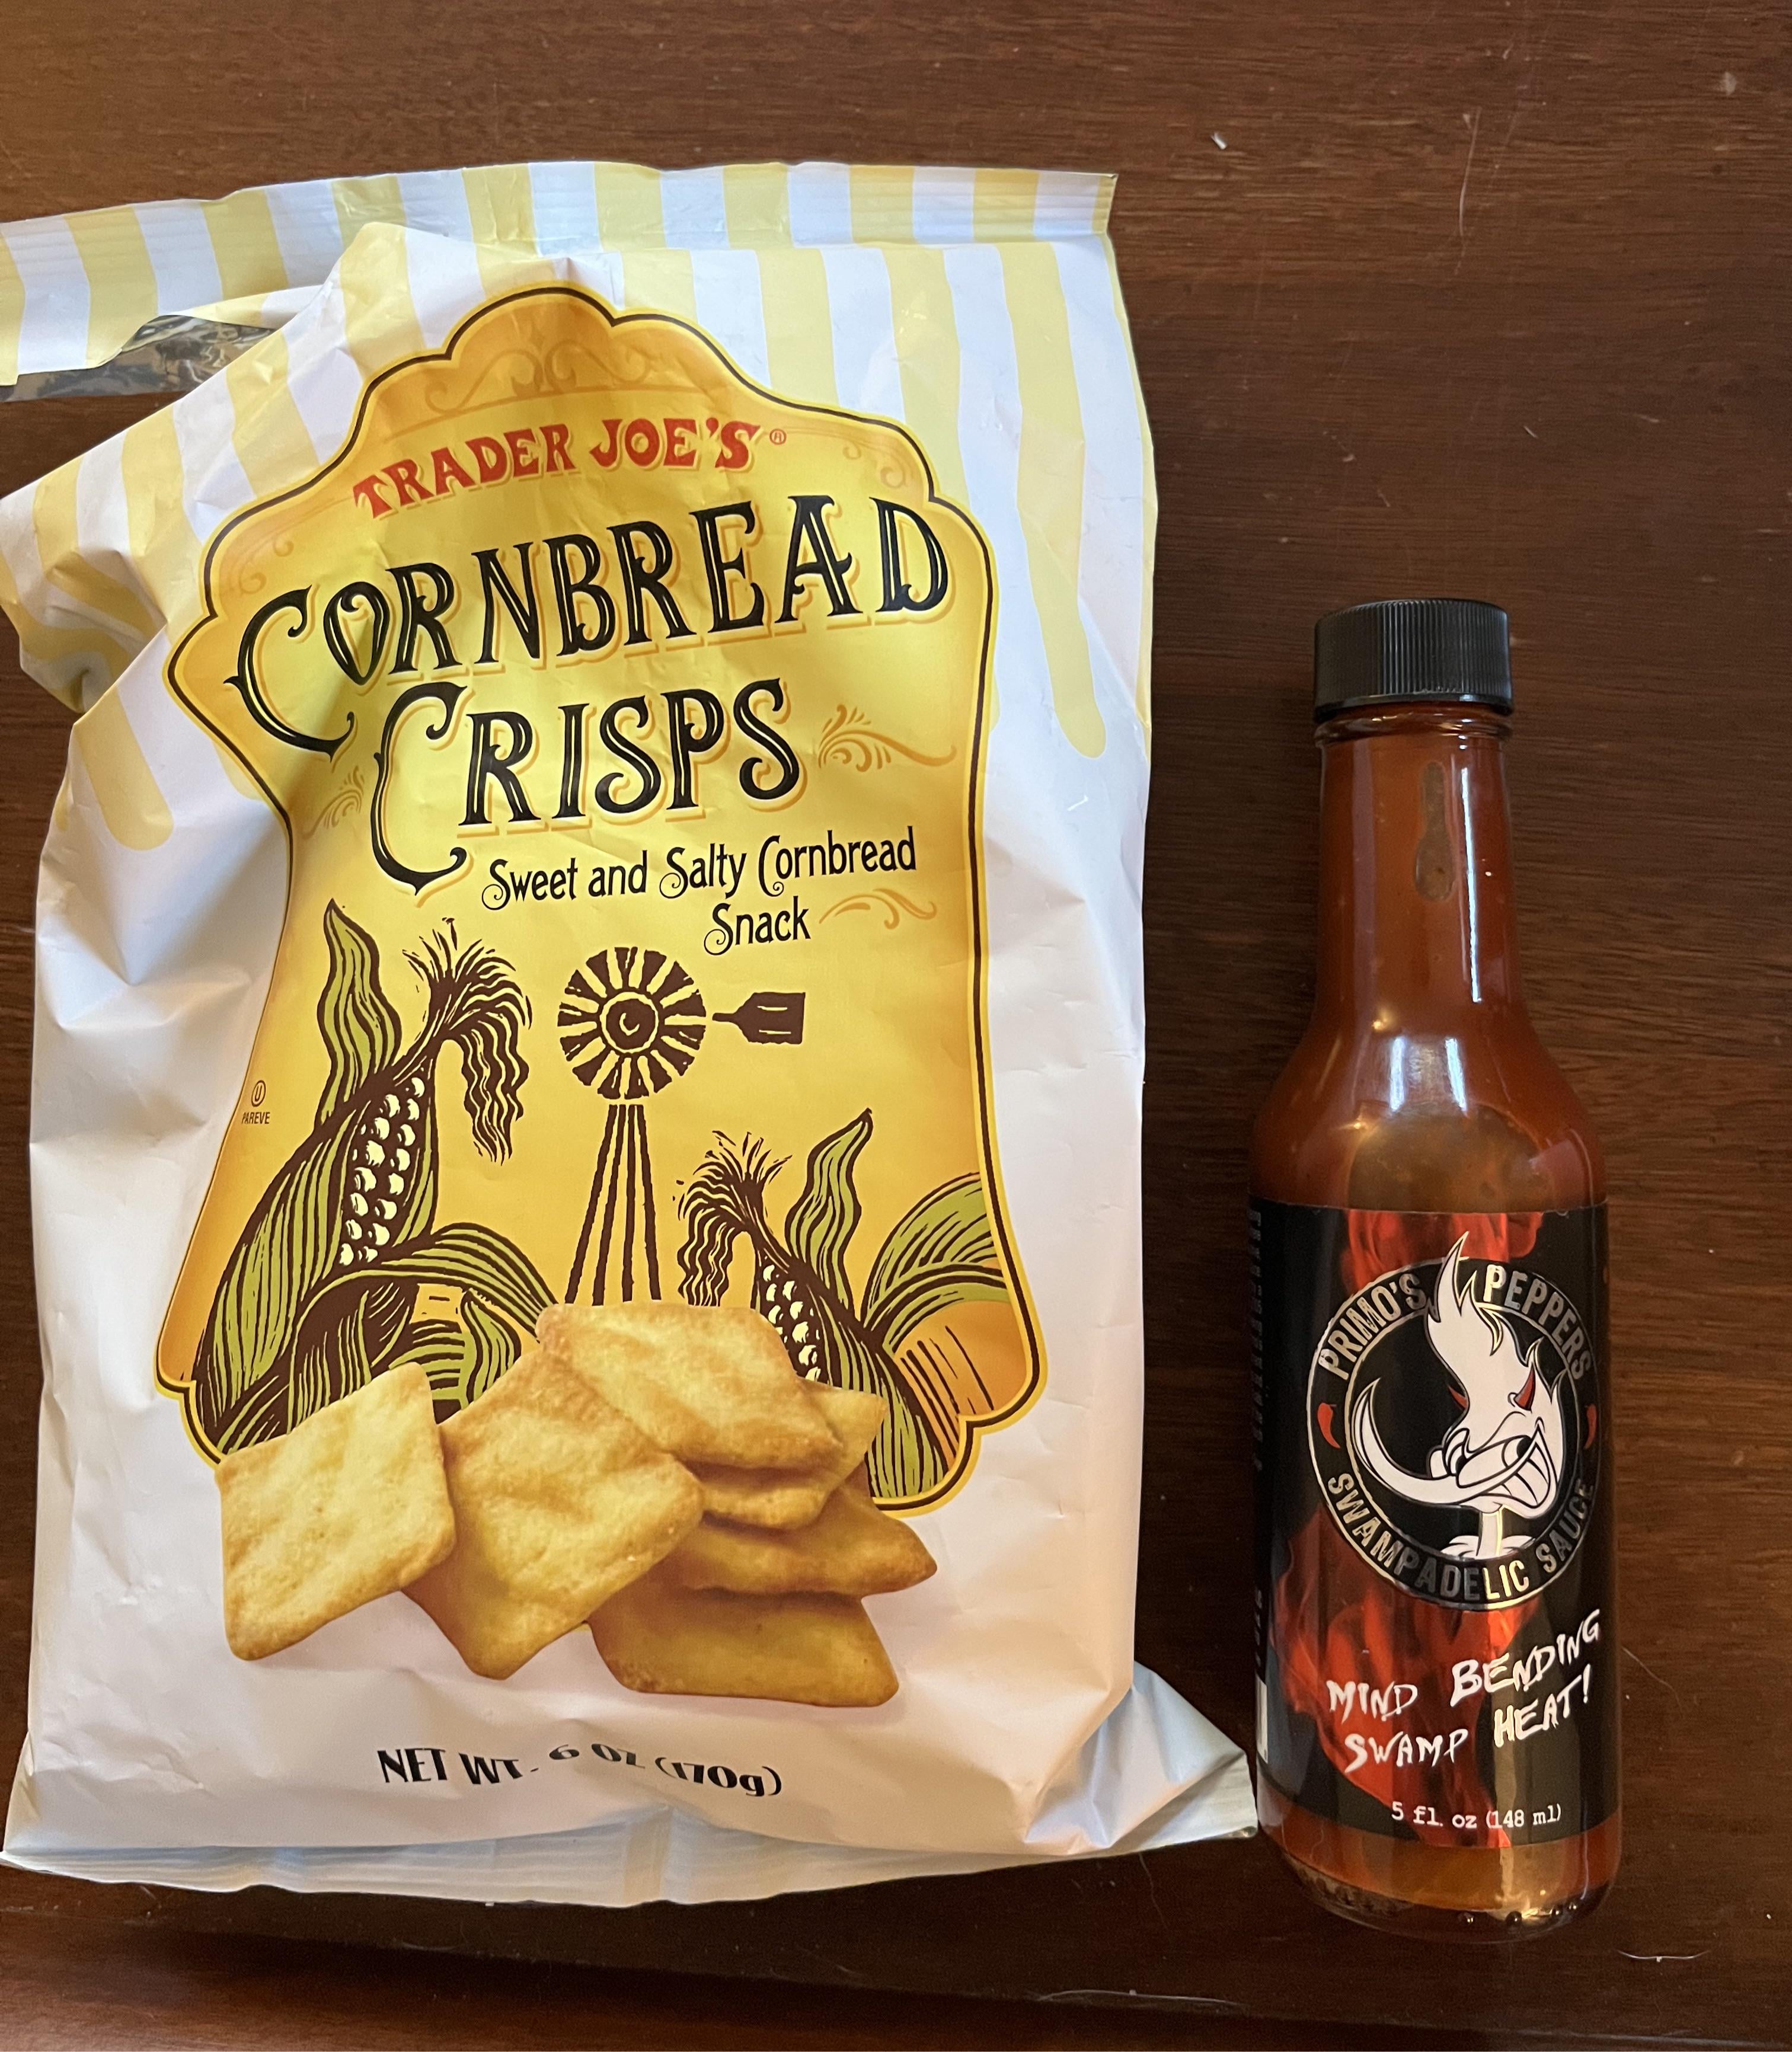 TRADER JOE'S®
CORNBREAD
CRISPS
Sweet and Salty Cornbread
Snack
U
PAREVE
NET WT. 6 OZ (170g)
PRIMO'S PEPPERS
SWAMPADELIC SAUCE
MIND BENDING
SWAMP HEAT!
5 fl. oz (148 ml)